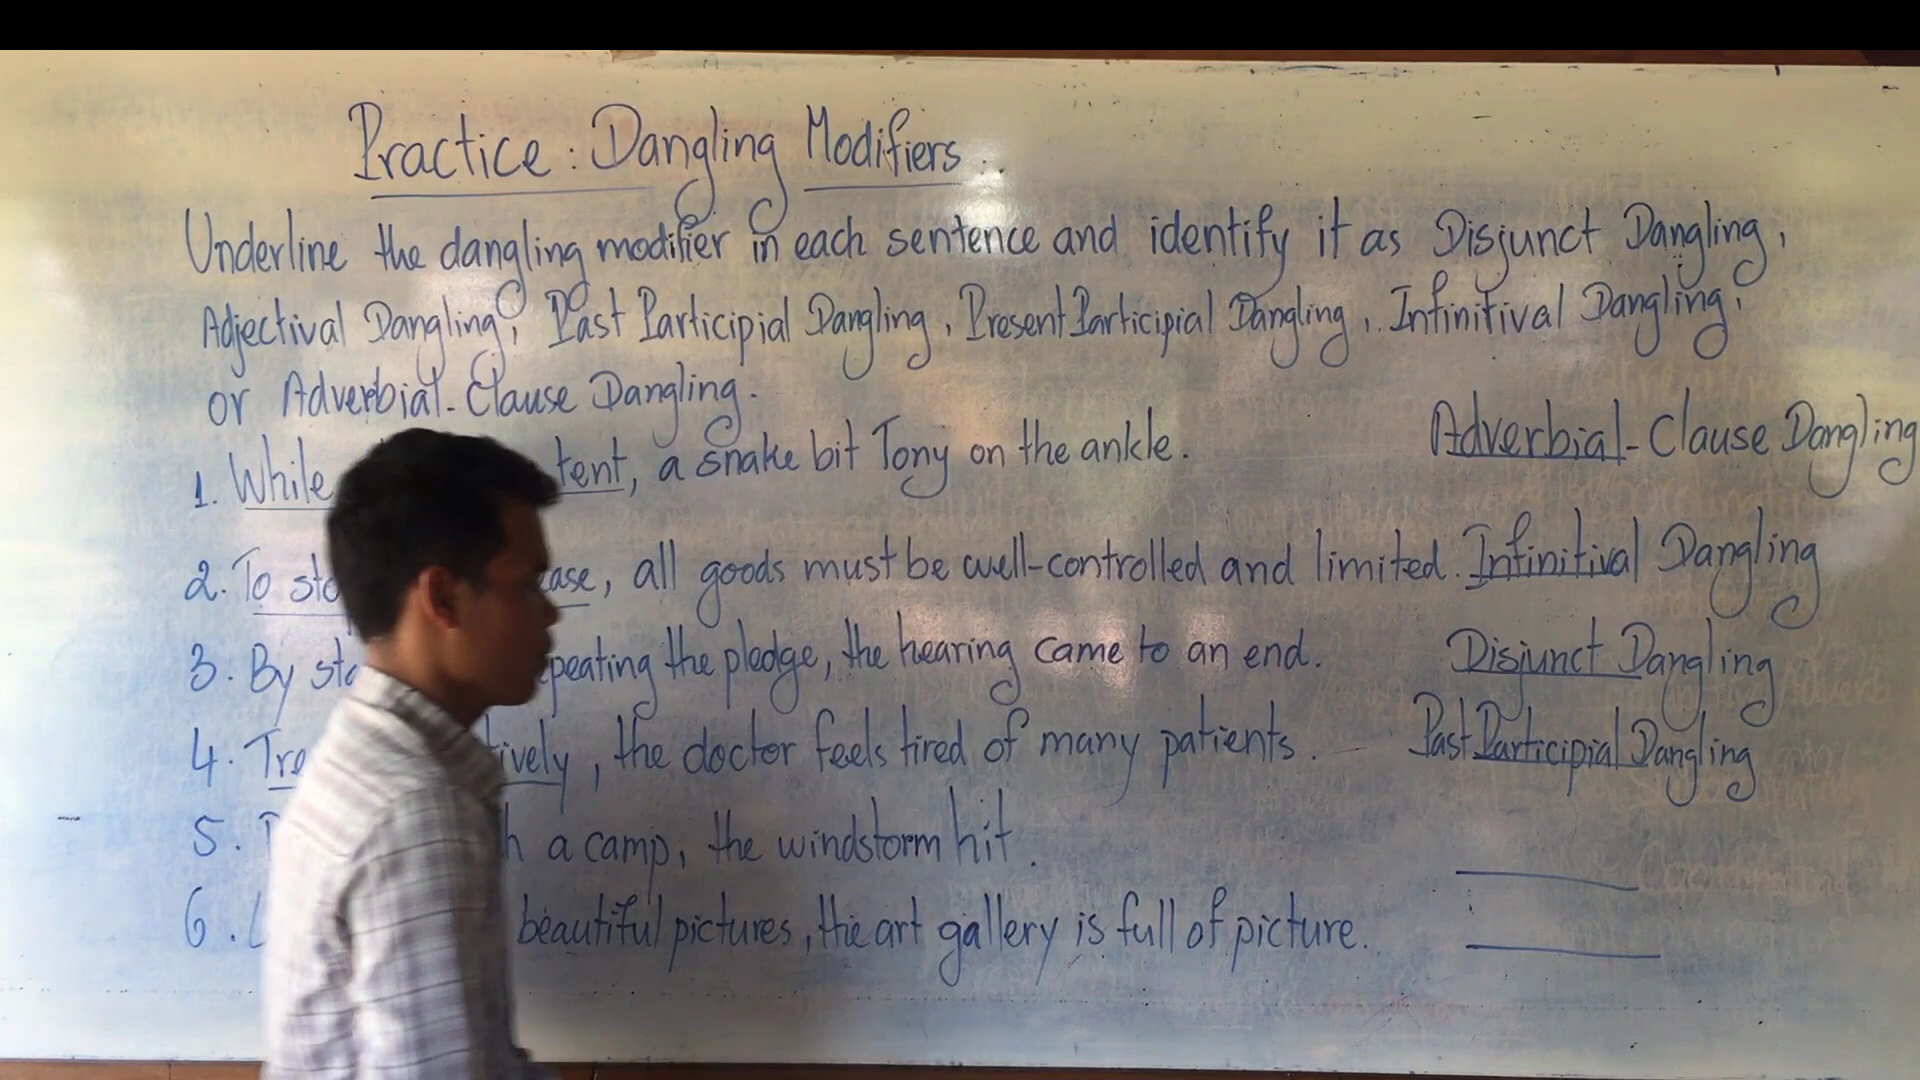 Practice: Dangling Modifiers.
Underline the dangling modifier in each sentence and identify it as Disjunct Dangling,
Adjectival Dangling, Past Participial Dangling, Present Participial Dangling, Infinitival Dangling,
or Adverbial-Clause Dangling.
1. While tent, a snake bit Tony on the ankle. Adverbial-Clause Dangling
2. To all goods must be well-controlled and limited. Infinitival Dangling
3. By the pledge, the hearing came to an end. Disjunct Dangling
4. the doctor feels tired of many patients. Past Participial Dangling
5. a camp, the windstorm hit.
6. beautiful pictures, the art gallery is full of picture.